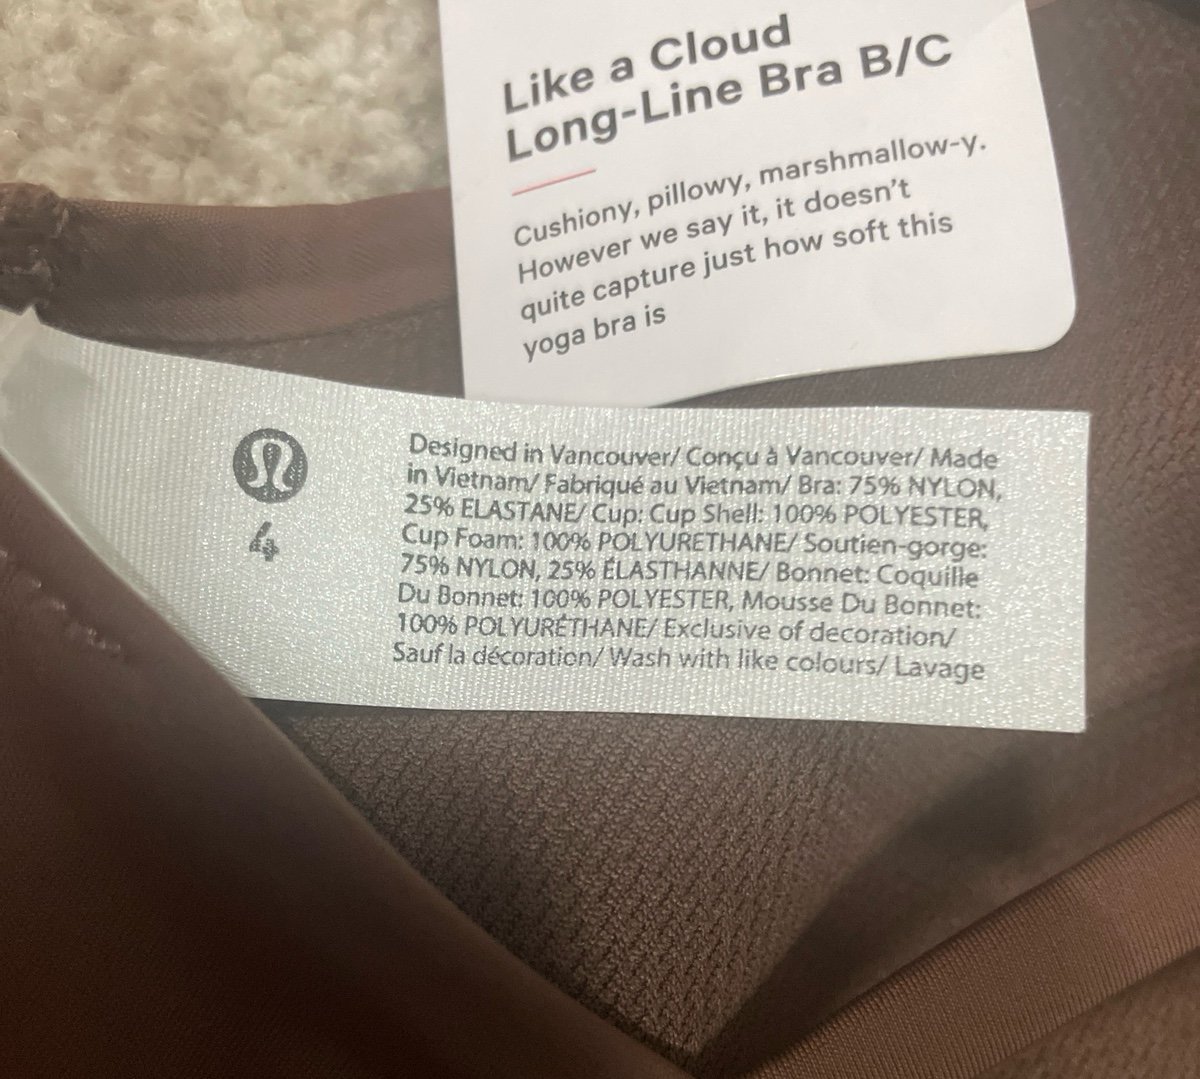 Like a Cloud
Long-Line Bra B/C
Cushiony, pillowy, marshmallow-y.
However we say it, it doesn't
quite capture just how soft this
yoga bra is
4
Designed in Vancouver/ Conçu à Vancouver/ Made
in Vietnam/ Fabriqué au Vietnam/ Bra: 75% NYLON,
25% ELASTANE/ Cup: Cup Shell: 100% POLYESTER,
Cup Foam: 100% POLYURETHANE/ Soutien-gorge:
75% NYLON, 25% ÉLASTHANNE/ Bonnet: Coquille
Du Bonnet: 100% POLYESTER, Mousse Du Bonnet:
100% POLYURÉTHANE/ Exclusive of decoration/
Sauf la décoration/ Wash with like colours/ Lavage